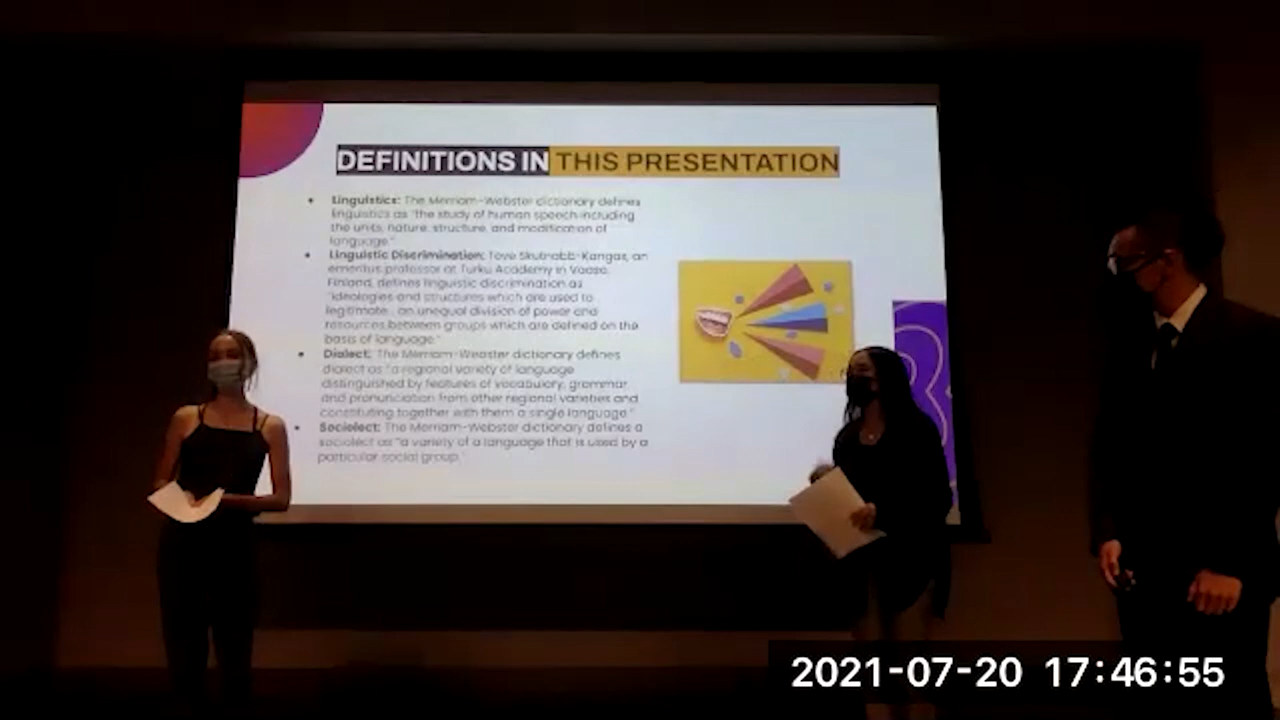 DEFINITIONS IN THIS PRESENTATION
• Linguistics: The Merriam-Webster dictionary defines
linguistics as "the study of human speech including
the units, nature, structure, and modification of
language."
• Linguistic Discrimination: Tove Skutnabb-Kangas, an
emeritus professor at Turku Academy in Vaasa,
Finland, defines linguistic discrimination as
"ideologies and structures which are used to
legitimate... an unequal division of power and
resources between groups which are defined on the
basis of language."
• Dialect: The Merriam-Webster dictionary defines
dialect as "a regional variety of language
distinguished by features of vocabulary, grammar
and pronunciation from other regional varieties and
constituting together with them a single language."
• Sociolect: The Merriam-Webster dictionary defines a
sociolect as "a variety of a language that is used by a
particular social group."
2021-07-20 17:46:55